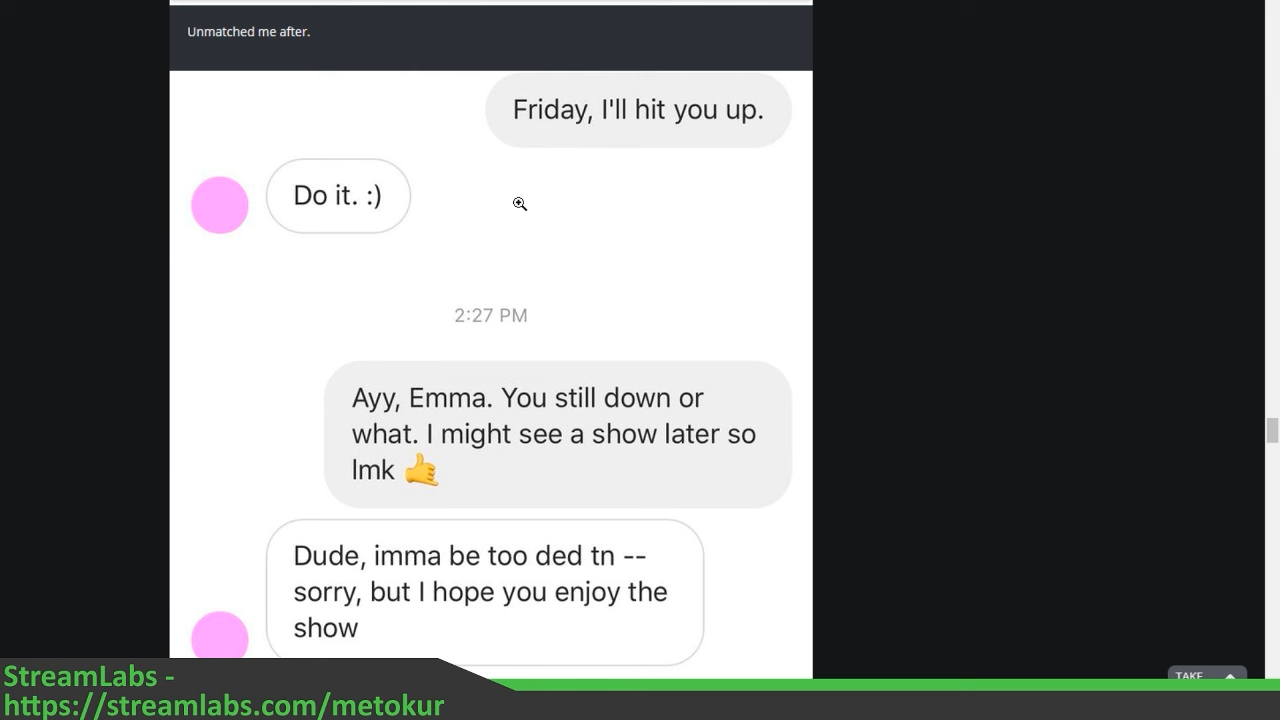 Unmatched me after.
Friday, I'll hit you up.
Do it. :)
2:27 PM
Ayy, Emma. You still down or
what. I might see a show later so
lmk 🤙
Dude, imma be too ded tn --
sorry, but I hope you enjoy the
show
TAKE
StreamLabs -
https://streamlabs.com/metokur